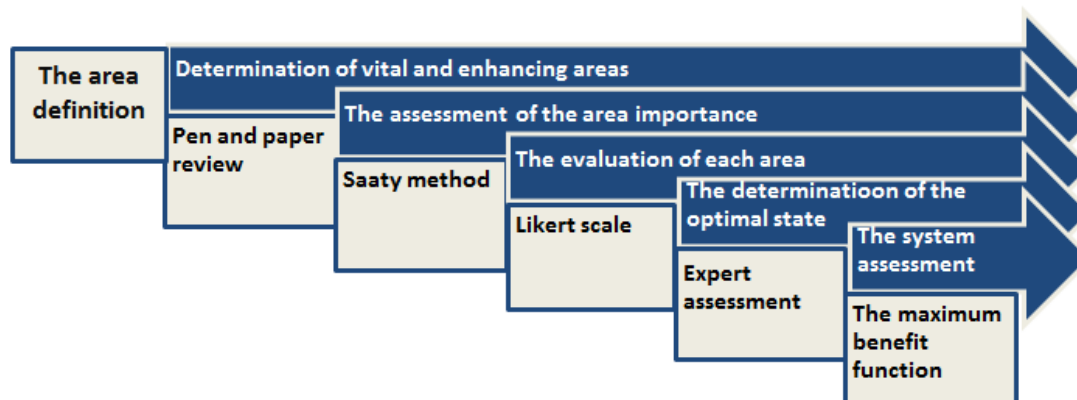 The area
definition
Determination of vital and enhancing areas
Pen and paper
review
The assessment of the area importance
Saaty method
The evaluation of each area
Likert scale
The determinatioon of the
optimal state
Expert
assessment
The system
assessment
The maximum
benefit
function